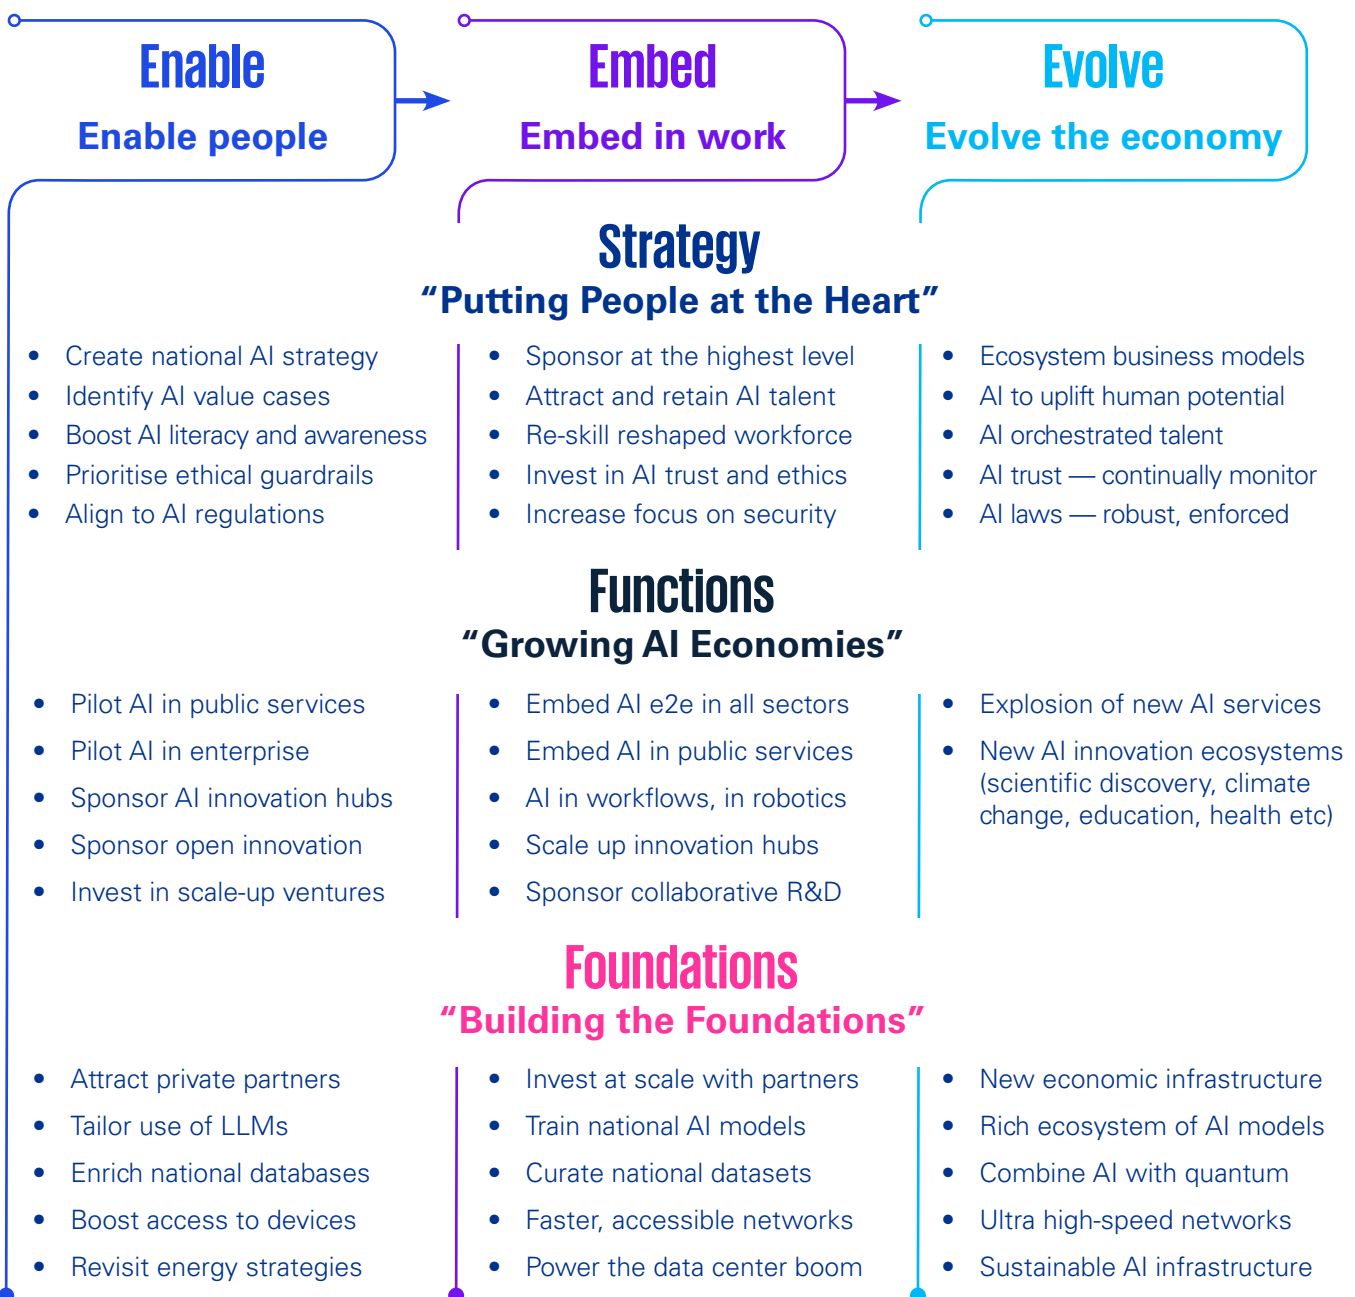 Enable
Enable people
Embed
Embed in work
Evolve
Evolve the economy
Strategy
“Putting People at the Heart”
• Create national AI strategy
• Identify AI value cases
• Boost AI literacy and awareness
• Prioritise ethical guardrails
• Align to AI regulations
• Sponsor at the highest level
• Attract and retain AI talent
• Re-skill reshaped workforce
• Invest in AI trust and ethics
• Increase focus on security
• Ecosystem business models
• AI to uplift human potential
• AI orchestrated talent
• AI trust — continually monitor
• AI laws — robust, enforced
Functions
“Growing AI Economies”
• Pilot AI in public services
• Pilot AI in enterprise
• Sponsor AI innovation hubs
• Sponsor open innovation
• Invest in scale-up ventures
• Embed AI e2e in all sectors
• Embed AI in public services
• AI in workflows, in robotics
• Scale up innovation hubs
• Sponsor collaborative R&D
• Explosion of new AI services
• New AI innovation ecosystems
(scientific discovery, climate
change, education, health etc)
Foundations
“Building the Foundations”
• Attract private partners
• Tailor use of LLMs
• Enrich national databases
• Boost access to devices
• Revisit energy strategies
• Invest at scale with partners
• Train national AI models
• Curate national datasets
• Faster, accessible networks
• Power the data center boom
• New economic infrastructure
• Rich ecosystem of AI models
• Combine AI with quantum
• Ultra high-speed networks
• Sustainable AI infrastructure